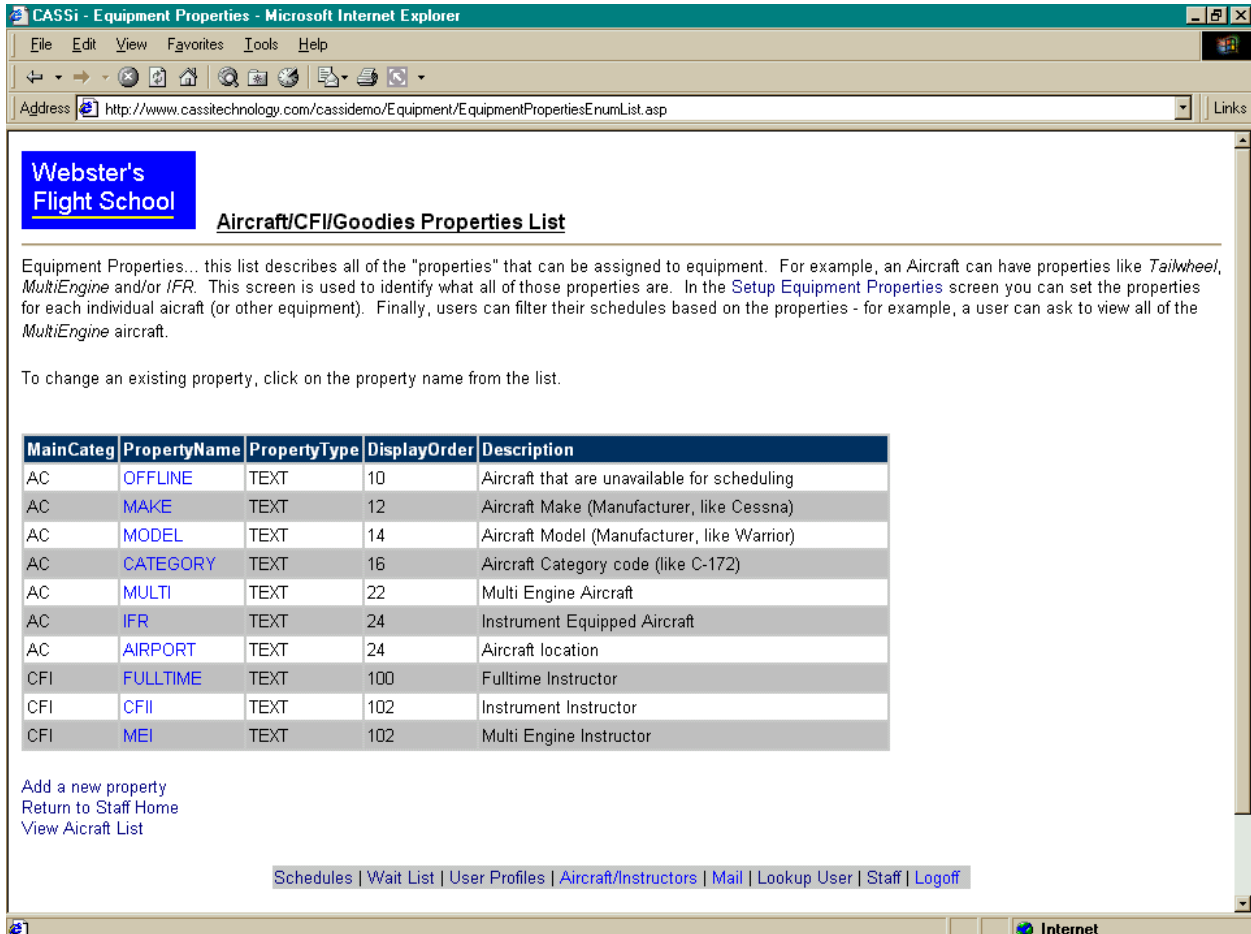 CASSi - Equipment Properties - Microsoft Internet Explorer
File Edit View Favorites Tools Help
Address http://www.cassitechnology.com/cassidemo/Equipment/EquipmentPropertiesEnumList.asp Links
Webster's
Flight School
Aircraft/CFI/Goodies Properties List
Equipment Properties... this list describes all of the "properties" that can be assigned to equipment. For example, an Aircraft can have properties like Tailwheel,
MultiEngine and/or IFR. This screen is used to identify what all of those properties are. In the Setup Equipment Properties screen you can set the properties
for each individual aicraft (or other equipment). Finally, users can filter their schedules based on the properties - for example, a user can ask to view all of the
MultiEngine aircraft.
To change an existing property, click on the property name from the list.
MainCateg PropertyName PropertyType DisplayOrder Description
AC OFFLINE TEXT 10 Aircraft that are unavailable for scheduling
AC MAKE TEXT 12 Aircraft Make (Manufacturer, like Cessna)
AC MODEL TEXT 14 Aircraft Model (Manufacturer, like Warrior)
AC CATEGORY TEXT 16 Aircraft Category code (like C-172)
AC MULTI TEXT 22 Multi Engine Aircraft
AC IFR TEXT 24 Instrument Equipped Aircraft
AC AIRPORT TEXT 24 Aircraft location
CFI FULLTIME TEXT 100 Fulltime Instructor
CFI CFII TEXT 102 Instrument Instructor
CFI MEI TEXT 102 Multi Engine Instructor
Add a new property
Return to Staff Home
View Aicraft List
Schedules | Wait List | User Profiles | Aircraft/Instructors | Mail | Lookup User | Staff | Logoff
Internet